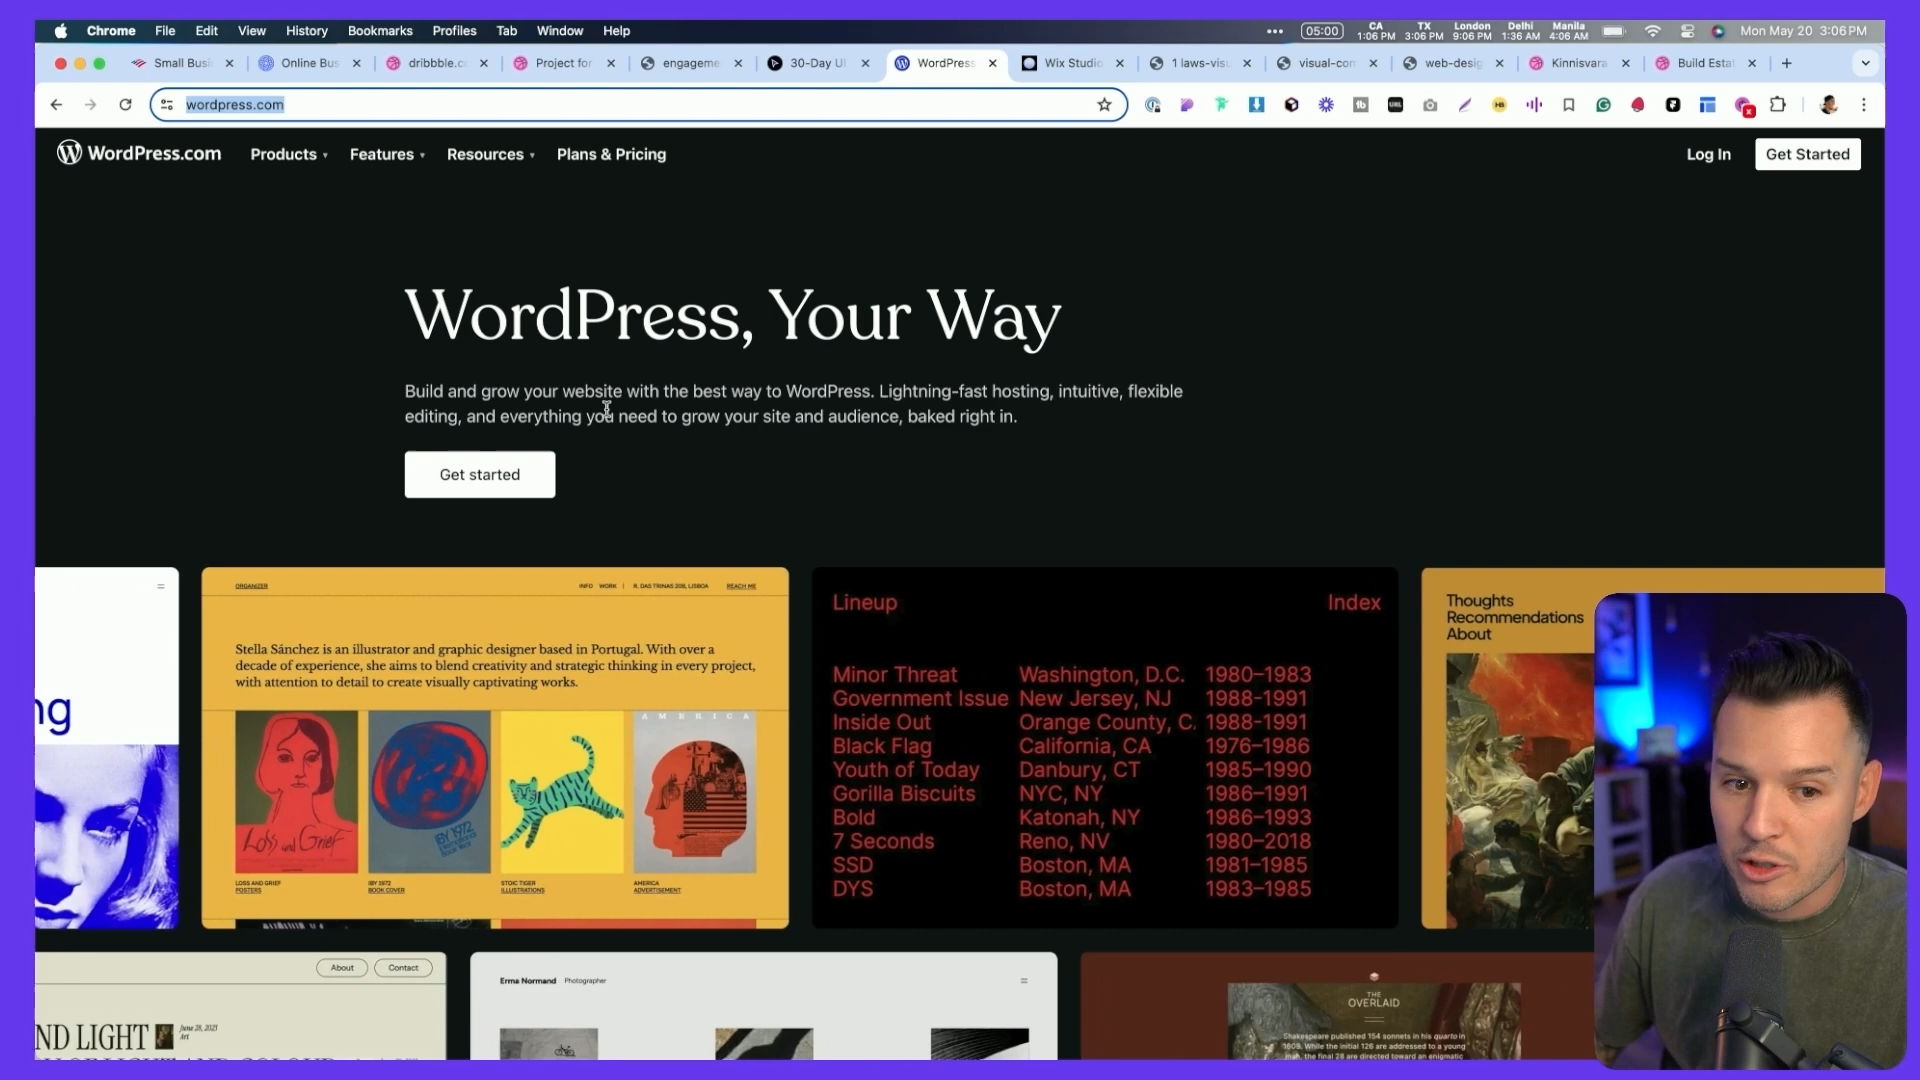 Chrome File Edit View History Bookmarks Profiles Tab Window Help
05:00 CA 1:06 PM TX 3:06 PM London 9:06 PM Delhi 1:36 AM Manila 4:06 AM Mon May 20 3:06 PM
Small Busi Online Bus dribbble.c Project for engageme 30-Day UI WordPress Wix Studio 1 laws-visu visual-com web-desig Kinnisvara Build Estat
wordpress.com
WordPress.com Products Features Resources Plans & Pricing Log In Get Started
WordPress, Your Way
Build and grow your website with the best way to WordPress. Lightning-fast hosting, intuitive, flexible
editing, and everything you need to grow your site and audience, baked right in.
Get started
ng
ORGANIZER INFO WORK | R. DAS TRINAS 208, LISBOA REACH ME
Stella Sánchez is an illustrator and graphic designer based in Portugal. With over a
decade of experience, she aims to blend creativity and strategic thinking in every project,
with attention to detail to create visually captivating works.
Loss and Grief
IBY 1972
AMERICA
LOSS AND GRIEF
POSTERS
IBY 1972
BOOK COVER
STOIC TIGER
ILLUSTRATIONS
AMERICA
ADVERTISEMENT
Lineup Index
Minor Threat Washington, D.C. 1980–1983
Government Issue New Jersey, NJ 1988-1991
Inside Out Orange County, C. 1988-1991
Black Flag California, CA 1976–1986
Youth of Today Danbury, CT 1985–1990
Gorilla Biscuits NYC, NY 1986–1991
Bold Katonah, NY 1986–1993
7 Seconds Reno, NV 1980–2018
SSD Boston, MA 1981–1985
DYS Boston, MA 1983–1985
Thoughts
Recommendations
About
About Contact
ND LIGHT June 28, 2023
Art
Erma Normand Photographer
THE
OVERLAID
Shakespeare published 154 sonnets in his quarto in
1609. While the initial 126 are addressed to a young
man, the final 28 are directed toward an enigmatic